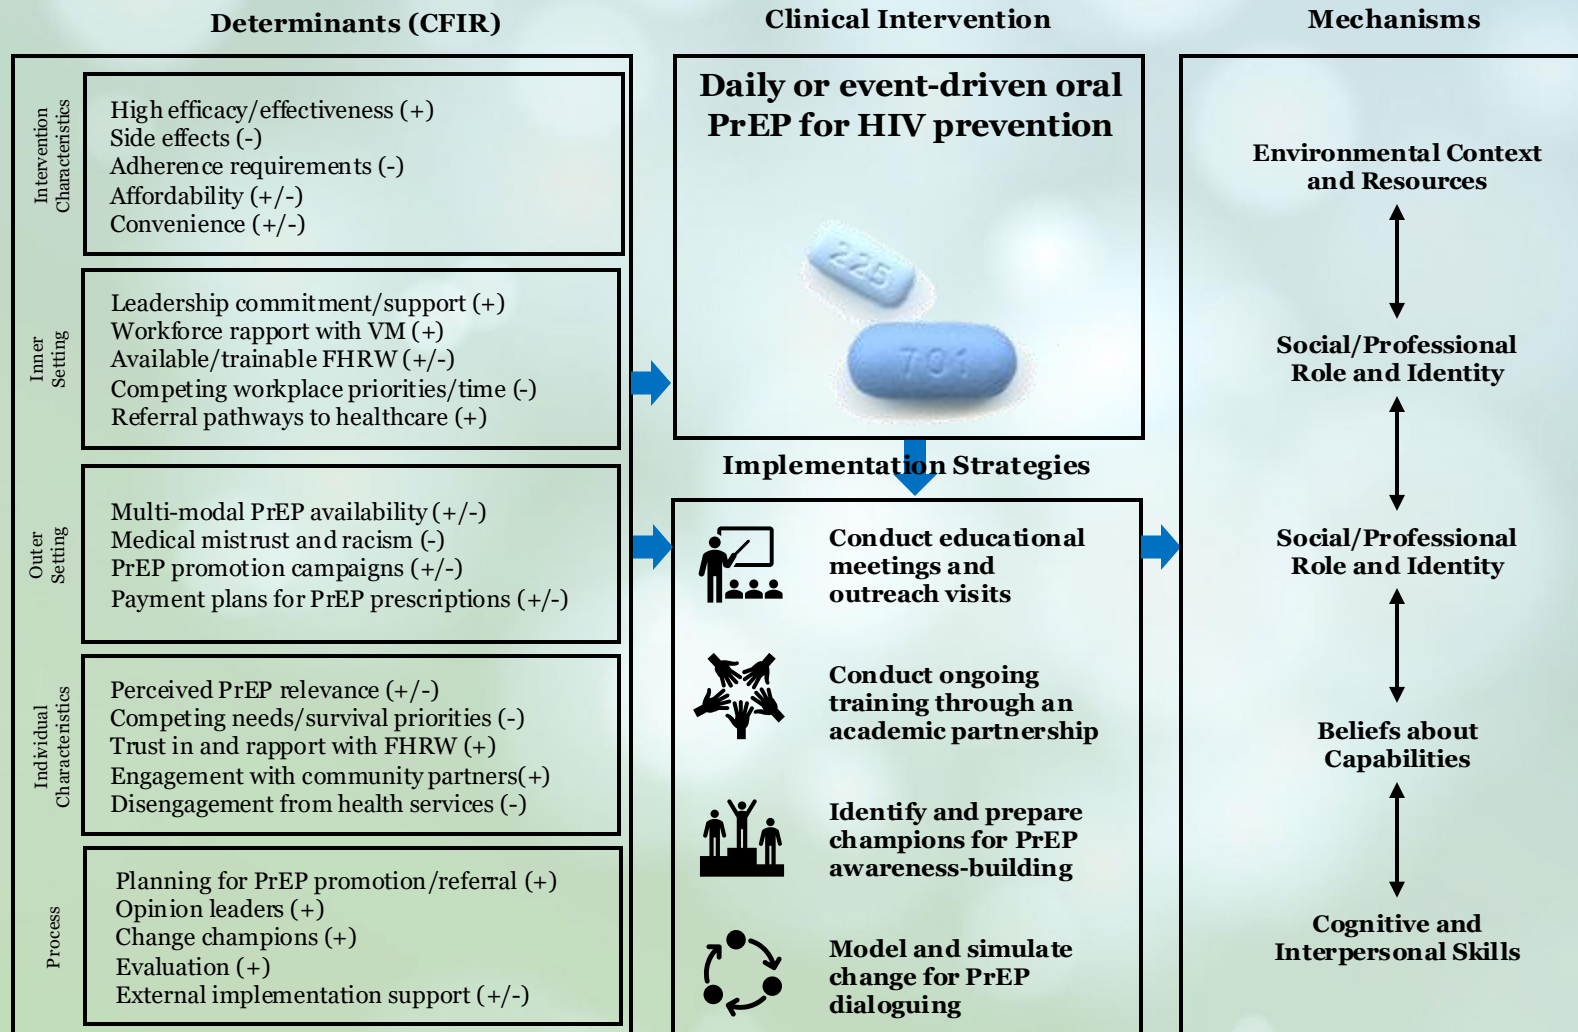 Determinants (CFIR)
Clinical Intervention
Mechanisms
Intervention
Characteristics
High efficacy/effectiveness (+)
Side effects (-)
Adherence requirements (-)
Affordability (+/-)
Convenience (+/-)
Inner
Setting
Leadership commitment/support (+)
Workforce rapport with VM (+)
Available/trainable FHRW (+/-)
Competing workplace priorities/time (-)
Referral pathways to healthcare (+)
Outer
Setting
Multi-modal PrEP availability (+/-)
Medical mistrust and racism (-)
PrEP promotion campaigns (+/-)
Payment plans for PrEP prescriptions (+/-)
Individual
Characteristics
Perceived PrEP relevance (+/-)
Competing needs/survival priorities (-)
Trust in and rapport with FHRW (+)
Engagement with community partners(+)
Disengagement from health services (-)
Process
Planning for PrEP promotion/referral (+)
Opinion leaders (+)
Change champions (+)
Evaluation (+)
External implementation support (+/-)
Daily or event-driven oral
PrEP for HIV prevention
225
701
Implementation Strategies
Conduct educational
meetings and
outreach visits
Conduct ongoing
training through an
academic partnership
Identify and prepare
champions for PrEP
awareness-building
Model and simulate
change for PrEP
dialoguing
Environmental Context
and Resources
Social/Professional
Role and Identity
Social/Professional
Role and Identity
Beliefs about
Capabilities
Cognitive and
Interpersonal Skills